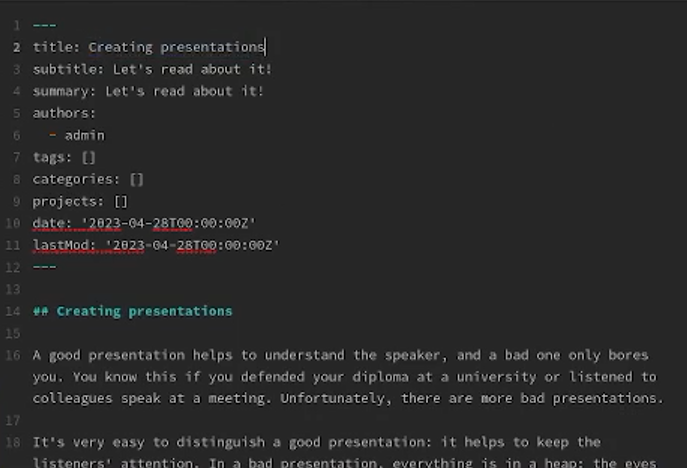 1 ---
2 title: Creating presentations
3 subtitle: Let's read about it!
4 summary: Let's read about it!
5 authors:
6 - admin
7 tags: []
8 categories: []
9 projects: []
10 date: '2023-04-28T00:00:00Z'
11 lastMod: '2023-04-28T00:00:00Z'
12 ---
13
14 ## Creating presentations
15
16 A good presentation helps to understand the speaker, and a bad one only bores
you. You know this if you defended your diploma at a university or listened to
colleagues speak at a meeting. Unfortunately, there are more bad presentations.
17
18 It's very easy to distinguish a good presentation: it helps to keep the
listeners' attention. In a bad presentation, everything is in a heap: the eyes